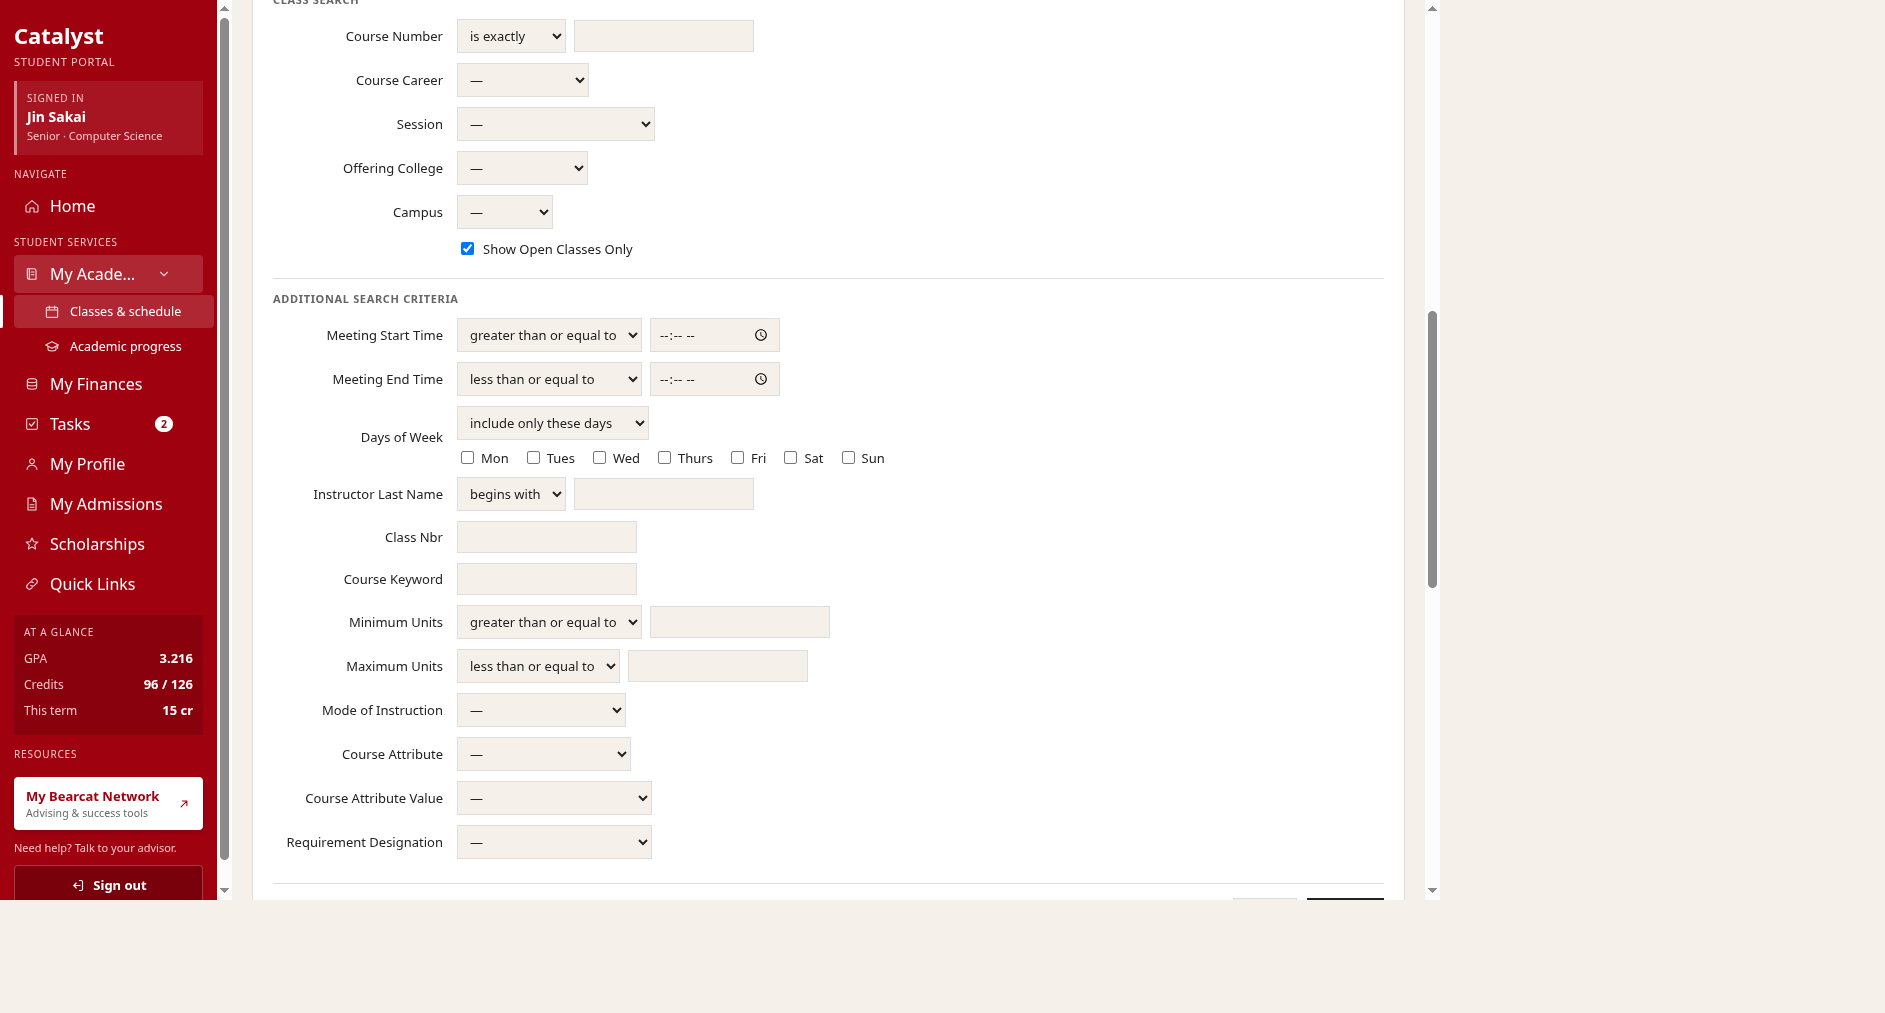 Catalyst
STUDENT PORTAL
SIGNED IN
Jin Sakai
Senior · Computer Science
NAVIGATE
Home
STUDENT SERVICES
My Acade...
Classes & schedule
Academic progress
My Finances
Tasks 2
My Profile
My Admissions
Scholarships
Quick Links
AT A GLANCE
GPA 3.216
Credits 96 / 126
This term 15 cr
RESOURCES
My Bearcat Network
Advising & success tools
Need help? Talk to your advisor.
Sign out
CLASS SEARCH
Course Number is exactly
Course Career —
Session —
Offering College —
Campus —
Show Open Classes Only
ADDITIONAL SEARCH CRITERIA
Meeting Start Time greater than or equal to --:-- --
Meeting End Time less than or equal to --:-- --
Days of Week include only these days
Mon Tues Wed Thurs Fri Sat Sun
Instructor Last Name begins with
Class Nbr
Course Keyword
Minimum Units greater than or equal to
Maximum Units less than or equal to
Mode of Instruction —
Course Attribute —
Course Attribute Value —
Requirement Designation —